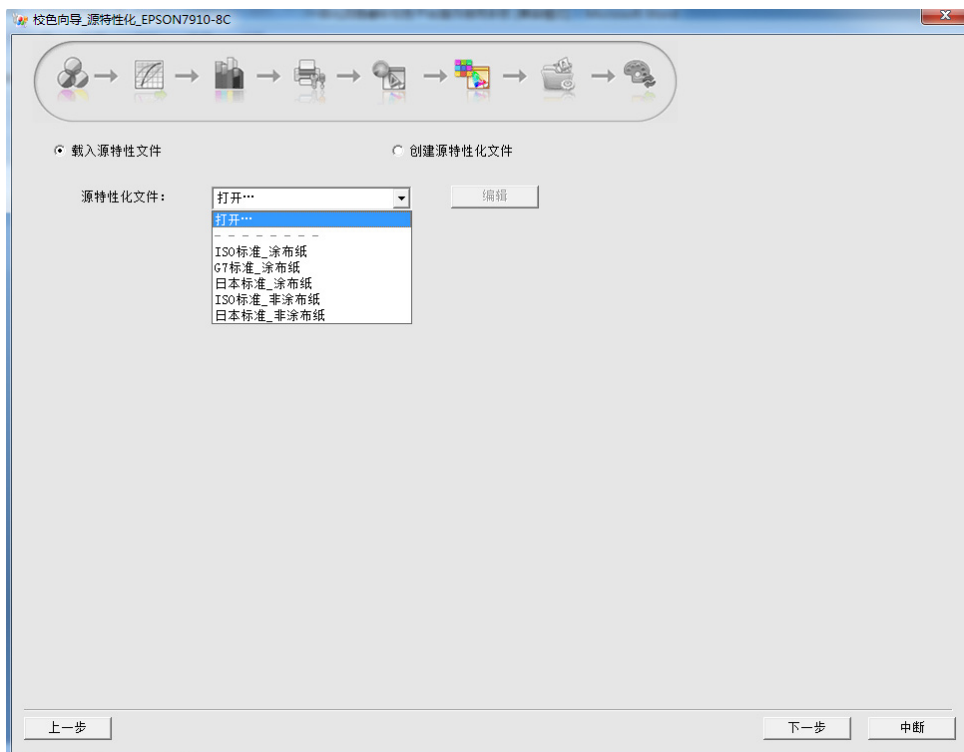 校色向导_源特性化_EPSON7910-8C
载入源特性文件 创建源特性化文件
源特性化文件： 打开… 编辑
打开…
- - - - - - - -
ISO标准_涂布纸
G7标准_涂布纸
日本标准_涂布纸
ISO标准_非涂布纸
日本标准_非涂布纸
上一步 下一步 中断